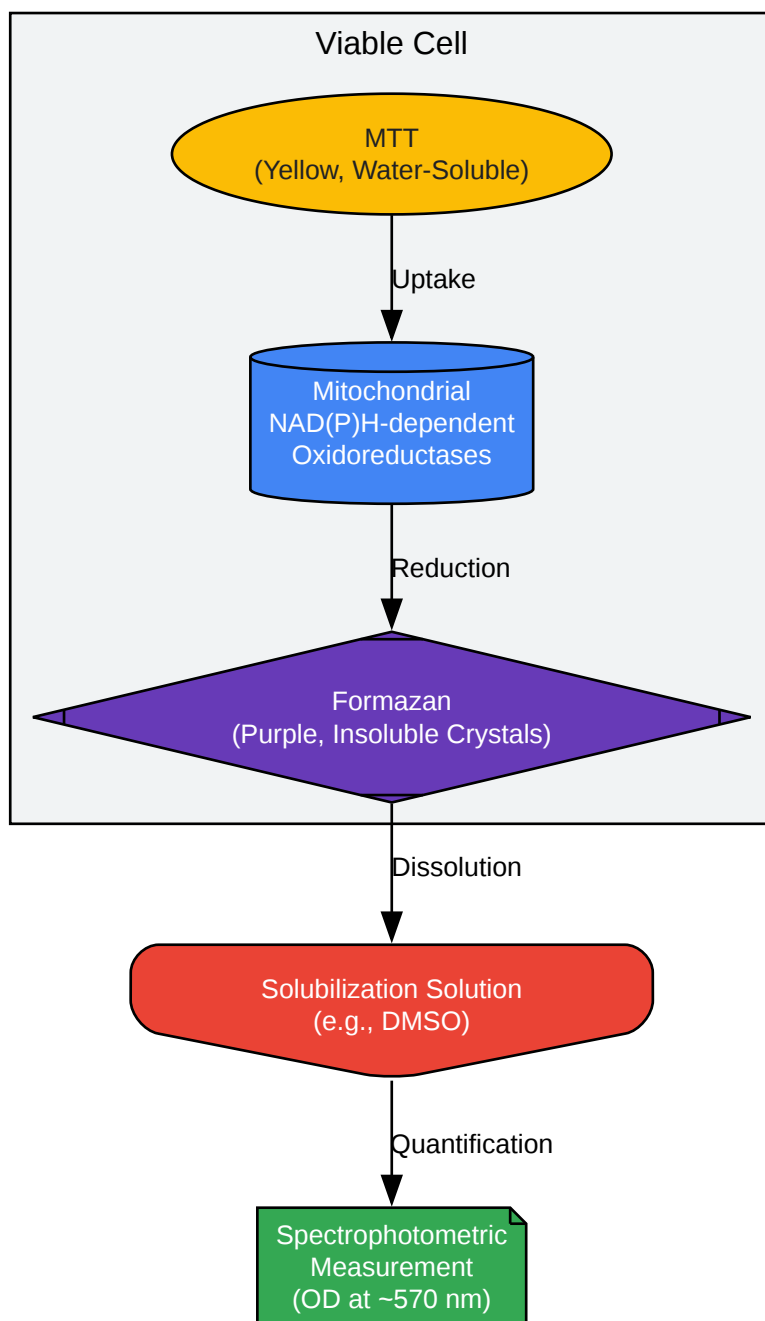 Viable Cell
MTT
(Yellow, Water-Soluble)
Uptake
Mitochondrial
NAD(P)H-dependent
Oxidoreductases
Reduction
Formazan
(Purple, Insoluble Crystals)
Dissolution
Solubilization Solution
(e.g., DMSO)
Quantification
Spectrophotometric
Measurement
(OD at ~570 nm)